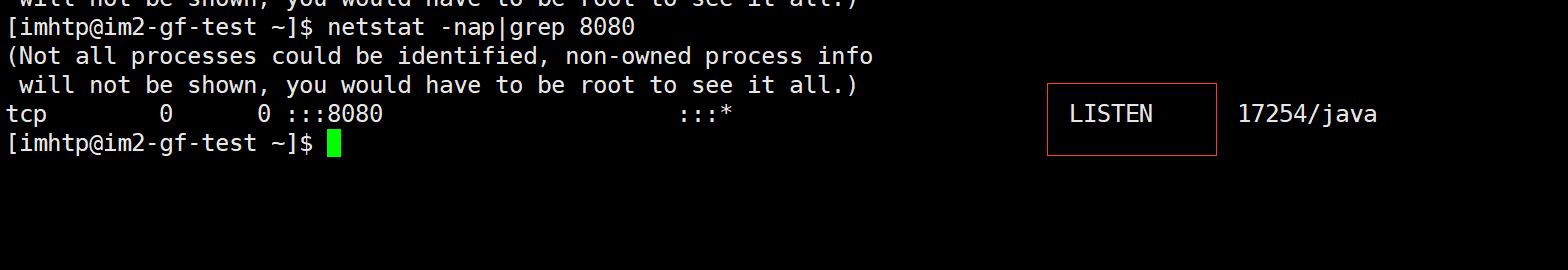 will not be shown, you would have to be root to see it all.)
[imhtp@im2-gf-test ~]$ netstat -nap|grep 8080
(Not all processes could be identified, non-owned process info
 will not be shown, you would have to be root to see it all.)
tcp        0      0 :::8080                     :::*                        LISTEN      17254/java
[imhtp@im2-gf-test ~]$